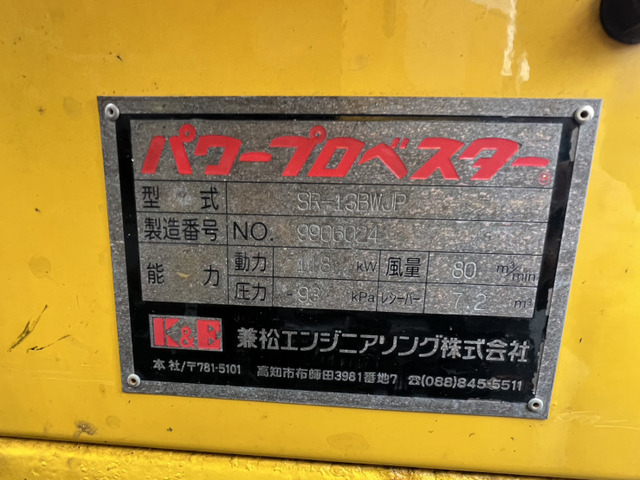 パワープロベスター®
型式 SR-13BWJP
製造番号 NO. 9906024
能力 動力 118 kW 風量 80 m³/min
圧力 -93 kPa レシーバー 7.2 m³
K&E 兼松エンジニアリング株式会社
本社/〒781-5101 高知市布師田3981番地7 ☎(088)845-5511